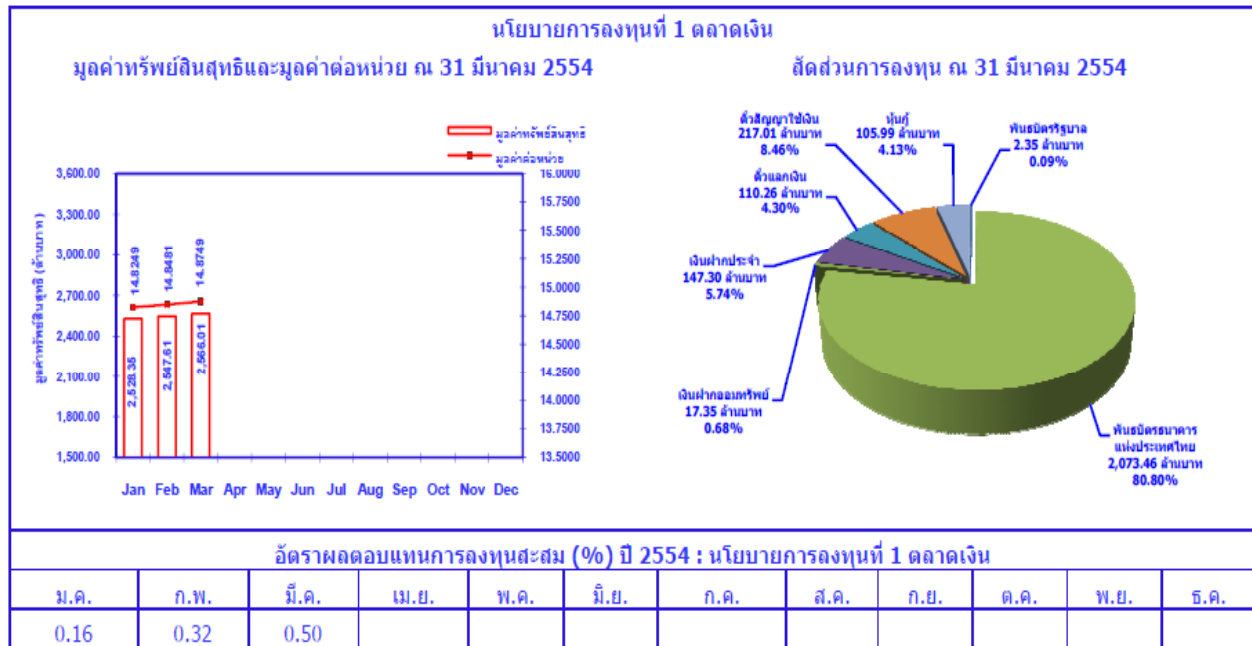 นโยบายการลงทุนที่ 1 ตลาดเงิน
มูลค่าทรัพย์สินสุทธิและมูลค่าต่อหน่วย ณ 31 มีนาคม 2554
มูลค่าทรัพย์สินสุทธิ
มูลค่าต่อหน่วย
มูลค่าทรัพย์สินสุทธิ (ล้านบาท)
3,600.00
3,300.00
3,000.00
2,700.00
2,400.00
2,100.00
1,800.00
1,500.00
14.8249
14.8481
14.8749
2,528.35
2,547.61
2,566.01
16.0000
15.7500
15.5000
15.2500
15.0000
14.7500
14.5000
14.2500
14.0000
13.7500
13.5000
Jan Feb Mar Apr May Jun Jul Aug Sep Oct Nov Dec
สัดส่วนการลงทุน ณ 31 มีนาคม 2554
ตั๋วสัญญาใช้เงิน
217.01 ล้านบาท
8.46%
หุ้นกู้
105.99 ล้านบาท
4.13%
พันธบัตรรัฐบาล
2.35 ล้านบาท
0.09%
ตั๋วแลกเงิน
110.26 ล้านบาท
4.30%
เงินฝากประจำ
147.30 ล้านบาท
5.74%
เงินฝากออมทรัพย์
17.35 ล้านบาท
0.68%
พันธบัตรธนาคาร
แห่งประเทศไทย
2,073.46 ล้านบาท
80.80%
อัตราผลตอบแทนการลงทุนสะสม (%) ปี 2554 : นโยบายการลงทุนที่ 1 ตลาดเงิน
ม.ค. ก.พ. มี.ค. เม.ย. พ.ค. มิ.ย. ก.ค. ส.ค. ก.ย. ต.ค. พ.ย. ธ.ค.
0.16 0.32 0.50